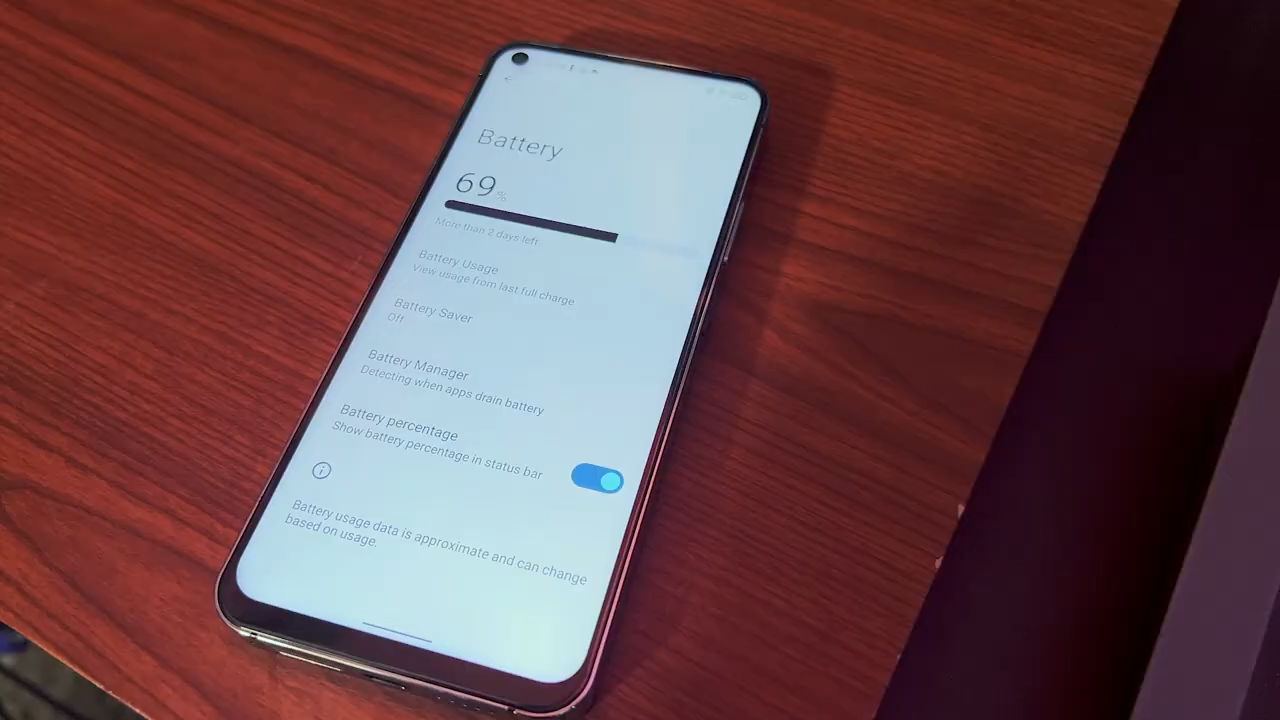 Battery
69%
More than 2 days left
Battery Usage
View usage from last full charge
Battery Saver
Off
Battery Manager
Detecting when apps drain battery
Battery percentage
Show battery percentage in status bar
Battery usage data is approximate and can change
based on usage.